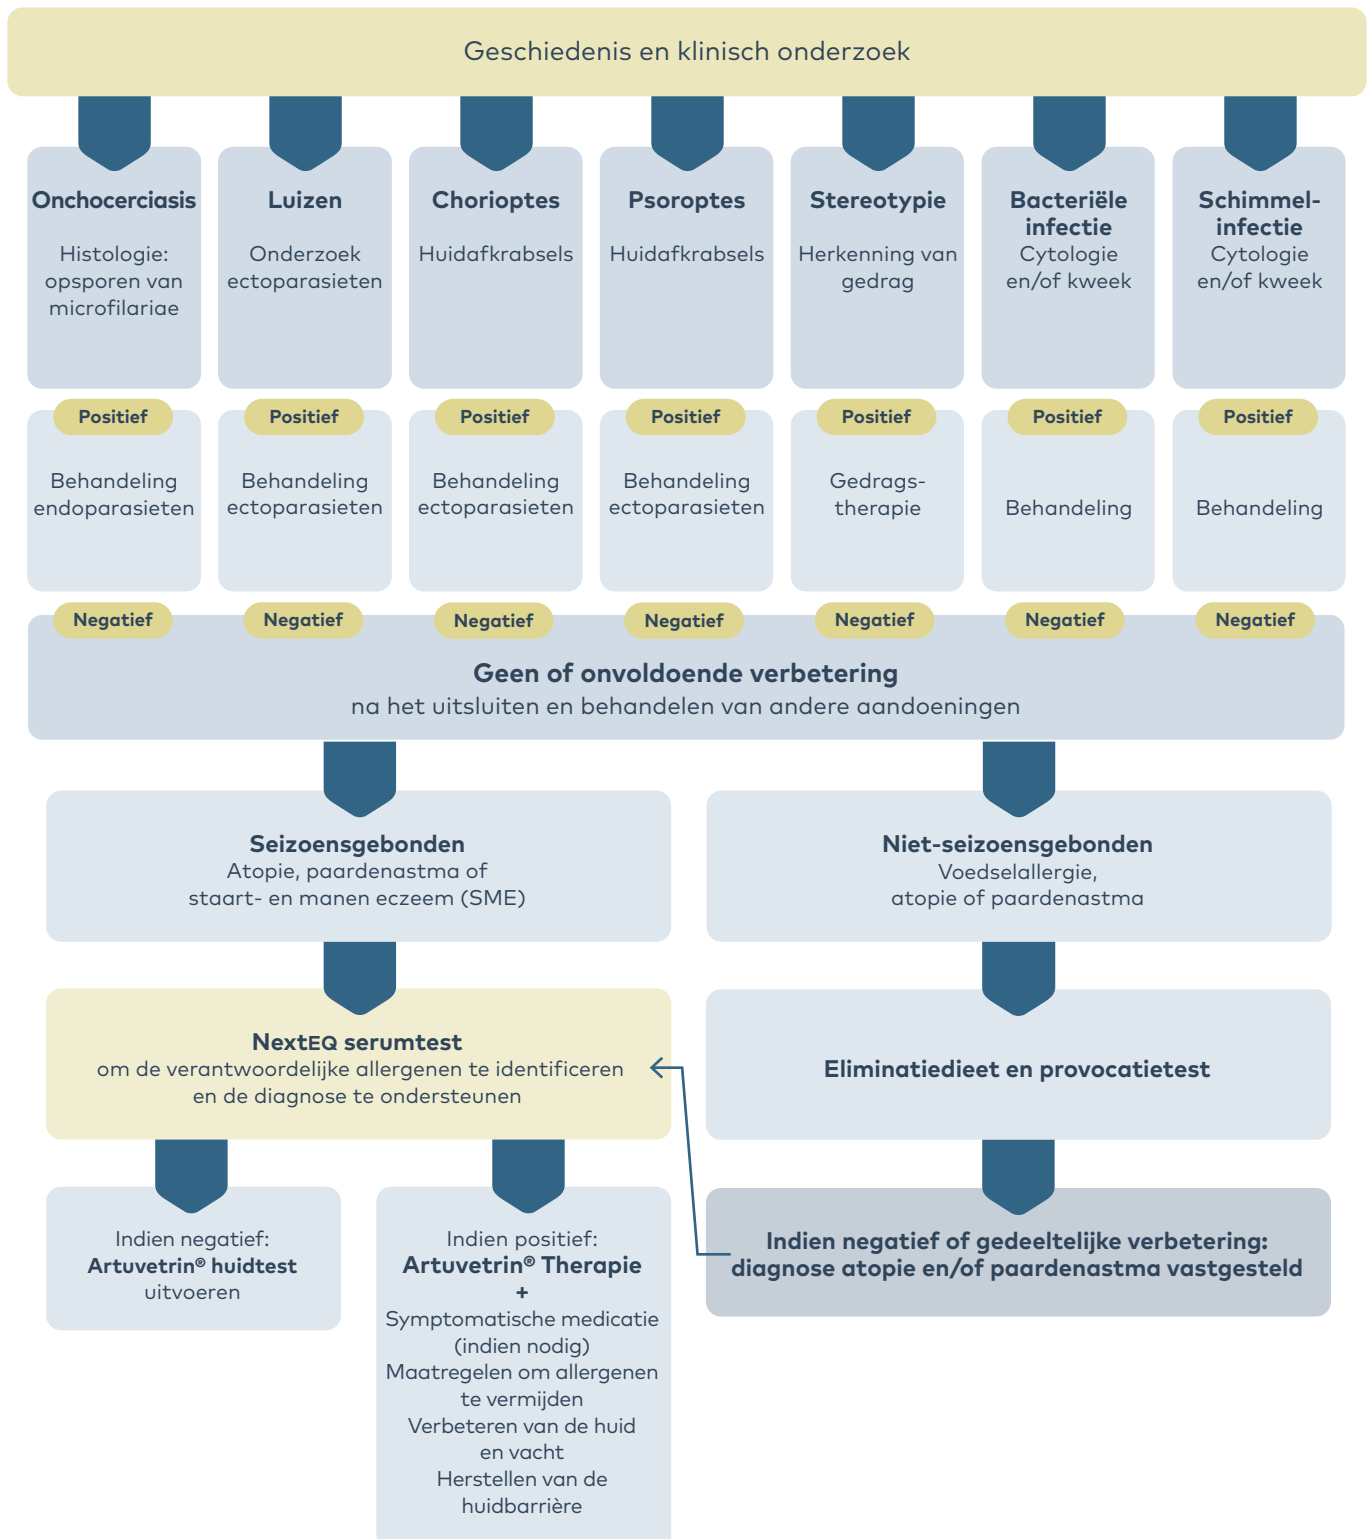 Geschiedenis en klinisch onderzoek
Onchocerciasis
Histologie:
opsporen van
microfilariae
Luizen
Onderzoek
ectoparasieten
Chorioptes
Huidafkrabsels
Psoroptes
Huidafkrabsels
Stereotypie
Herkenning van
gedrag
Bacteriële
infectie
Cytologie
en/of kweek
Schimmel-
infectie
Cytologie
en/of kweek
Positief
Behandeling
endoparasieten
Positief
Behandeling
ectoparasieten
Positief
Behandeling
ectoparasieten
Positief
Behandeling
ectoparasieten
Positief
Gedrags-
therapie
Positief
Behandeling
Positief
Behandeling
Negatief
Negatief
Negatief
Negatief
Negatief
Negatief
Negatief
Geen of onvoldoende verbetering
na het uitsluiten en behandelen van andere aandoeningen
Seizoensgebonden
Atopie, paardenastma of
staart- en manen eczeem (SME)
Niet-seizoensgebonden
Voedselallergie,
atopie of paardenastma
NextEQ serumtest
om de verantwoordelijke allergenen te identificeren
en de diagnose te ondersteunen
Eliminatiedieet en provocatietest
Indien negatief:
Artuvetrin® huidtest
uitvoeren
Indien positief:
Artuvetrin® Therapie
+
Symptomatische medicatie
(indien nodig)
Maatregelen om allergenen
te vermijden
Verbeteren van de huid
en vacht
Herstellen van de
huidbarrière
Indien negatief of gedeeltelijke verbetering:
diagnose atopie en/of paardenastma vastgesteld